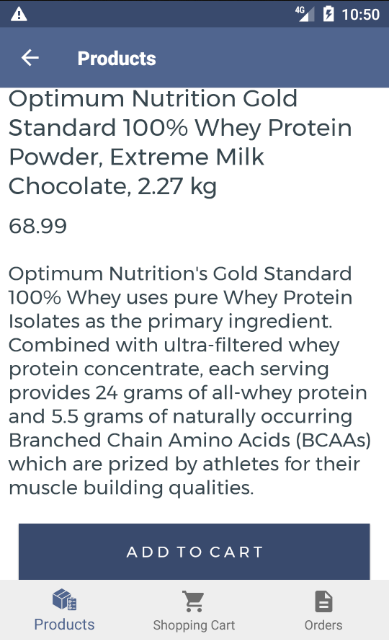 4G 10:50
Products
Optimum Nutrition Gold
Standard 100% Whey Protein
Powder, Extreme Milk
Chocolate, 2.27 kg
68.99
Optimum Nutrition's Gold Standard
100% Whey uses pure Whey Protein
Isolates as the primary ingredient.
Combined with ultra-filtered whey
protein concentrate, each serving
provides 24 grams of all-whey protein
and 5.5 grams of naturally occurring
Branched Chain Amino Acids (BCAAs)
which are prized by athletes for their
muscle building qualities.
ADD TO CART
Products Shopping Cart Orders